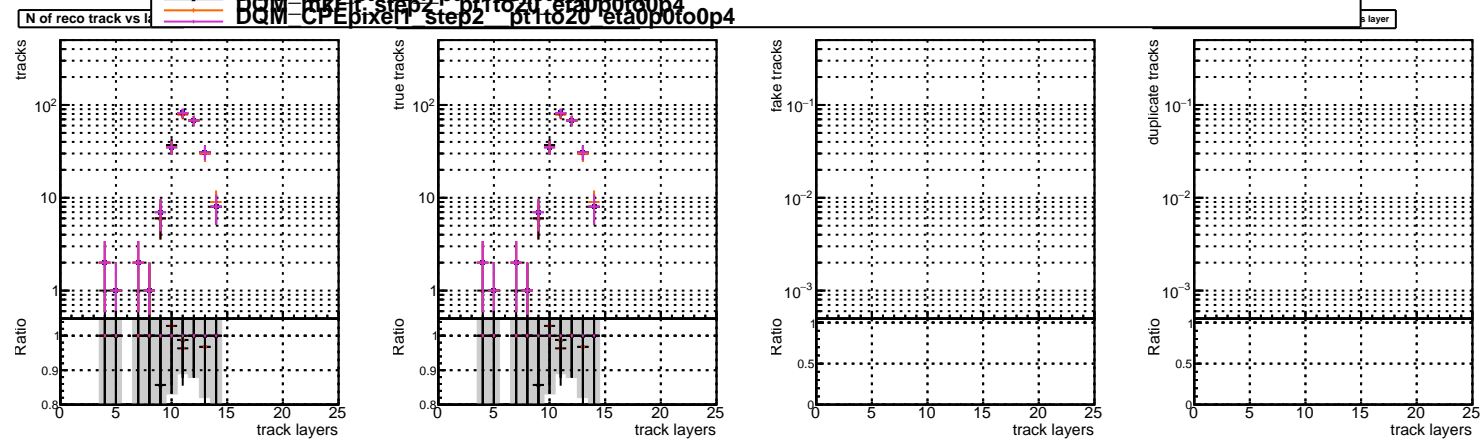 DQM_mkFit_step2__pt1to20_eta0p0to0p4
DQM_CPEpixel1_step2__pt1to20_eta0p0to0p4
N of reco track vs la
s layer
tracks
10²
10
1
Ratio
1
0.9
0.8
0 5 10 15 20 25
track layers
true tracks
10²
10
1
Ratio
1
0.9
0.8
0 5 10 15 20 25
track layers
fake tracks
10⁻¹
10⁻²
10⁻³
Ratio
1
0.5
0
0 5 10 15 20 25
track layers
duplicate tracks
10⁻¹
10⁻²
10⁻³
Ratio
1
0.5
0
0 5 10 15 20 25
track layers